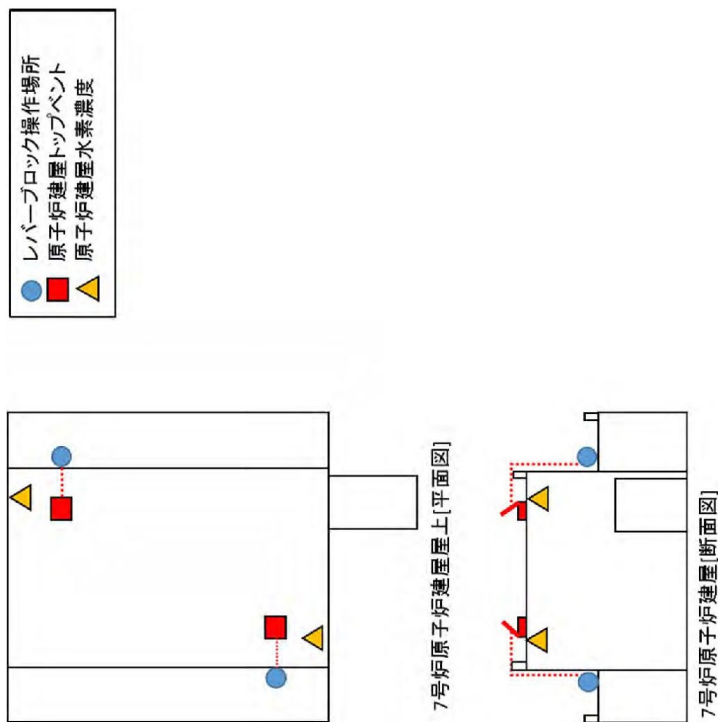 レバーブロック操作場所
原子炉建屋トップベント
原子炉建屋水素濃度
7号炉原子炉建屋屋上[平面図]
7号炉原子炉建屋[断面図]